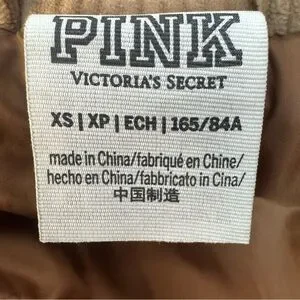 PINK
VICTORIA'S SECRET
XS | XP | ECH | 165/84A
made in China/fabriqué en Chine/
hecho en China/fabbricato in Cina/
中国制造